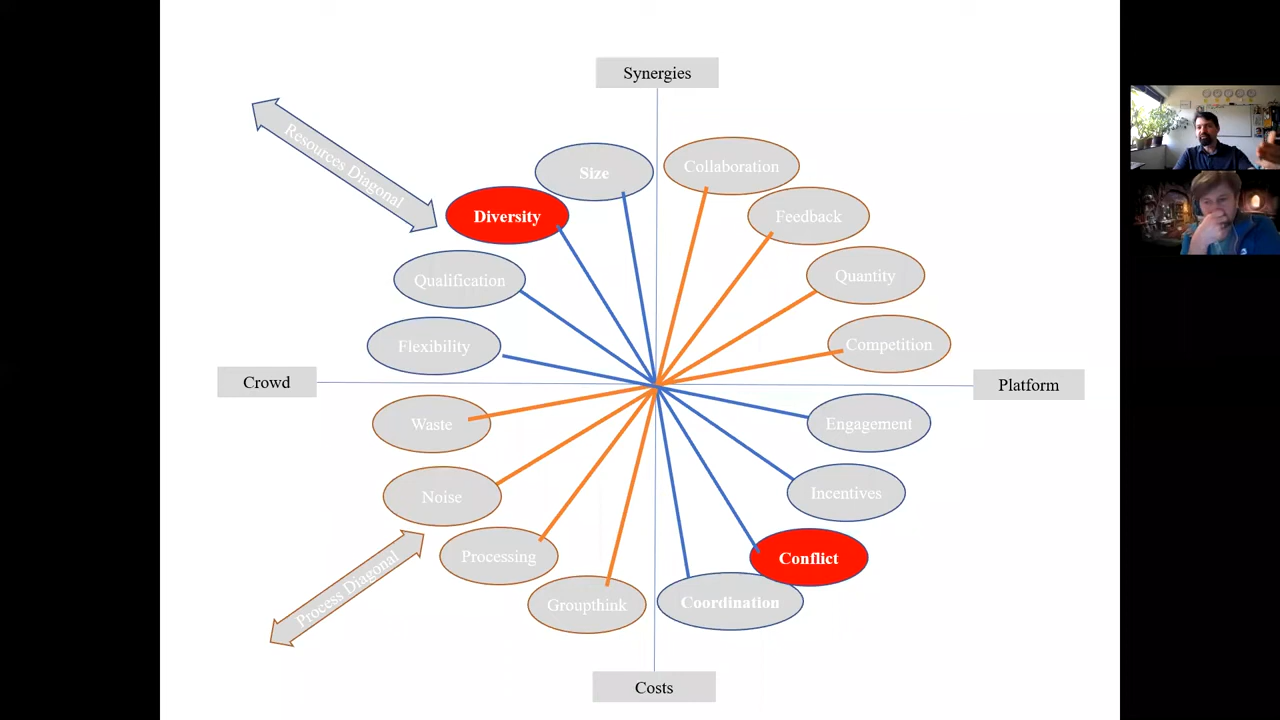 Synergies
Resources Diagonal
Size
Collaboration
Diversity
Feedback
Qualification
Quantity
Flexibility
Competition
Crowd
Platform
Waste
Engagement
Noise
Incentives
Processing
Conflict
Process Diagonal
Groupthink
Coordination
Costs